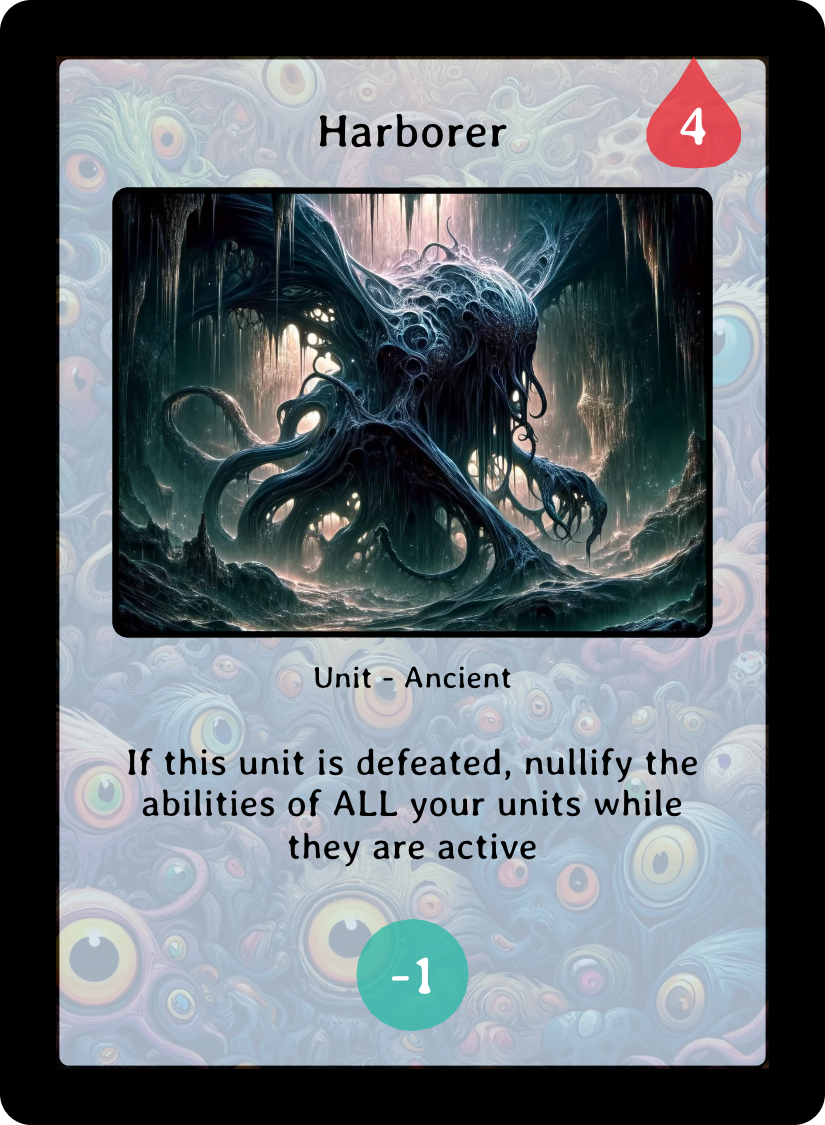 Harborer
4
Unit - Ancient
If this unit is defeated, nullify the
abilities of ALL your units while
they are active
-1